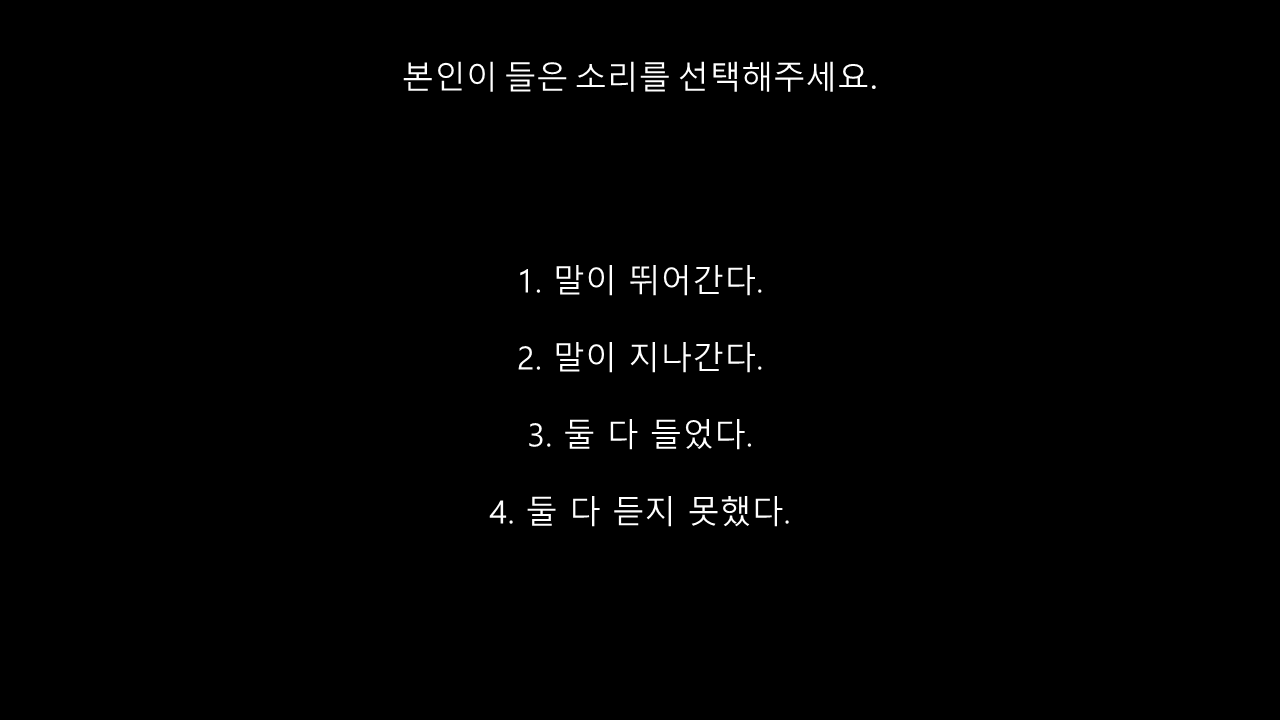 본인이 들은 소리를 선택해주세요.
1. 말이 뛰어간다.
2. 말이 지나간다.
3. 둘 다 들었다.
4. 둘 다 듣지 못했다.